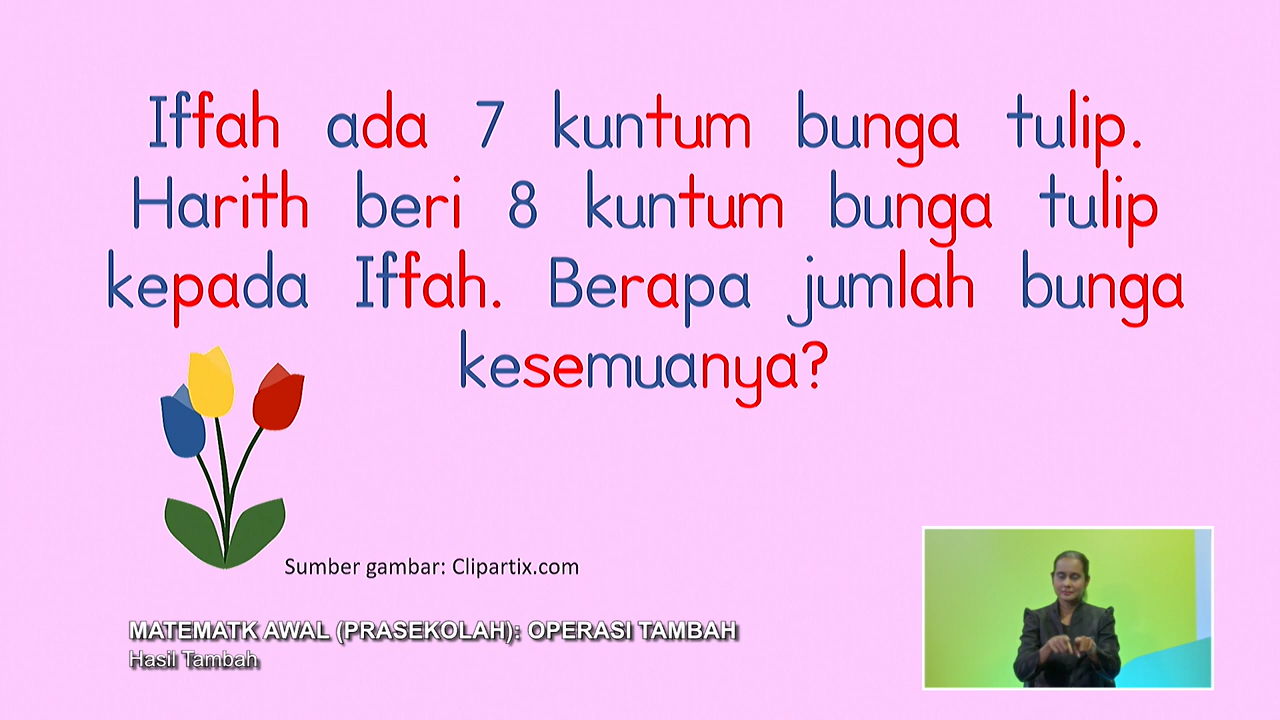 Iffah ada 7 kuntum bunga tulip.
Harith beri 8 kuntum bunga tulip
kepada Iffah. Berapa jumlah bunga
kesemuanya?
Sumber gambar: Clipartix.com
MATEMATK AWAL (PRASEKOLAH): OPERASI TAMBAH
Hasil Tambah